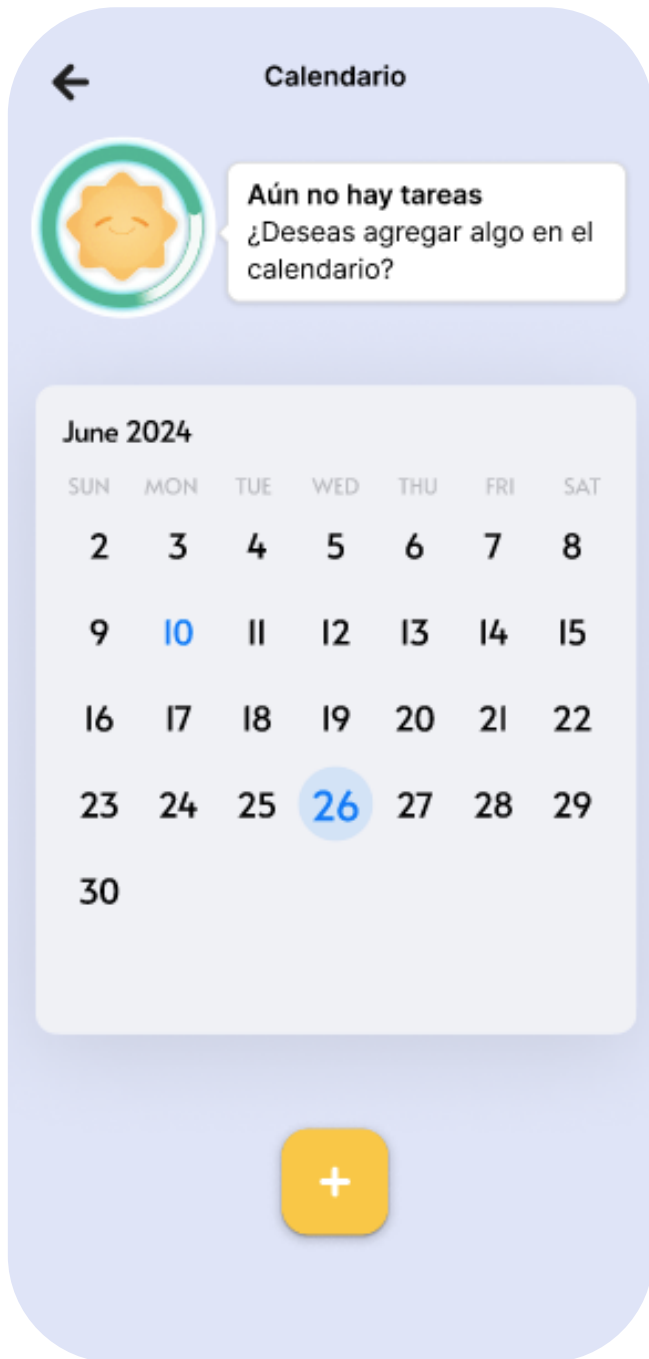 Calendario
Aún no hay tareas
¿Deseas agregar algo en el
calendario?
June 2024
SUN MON TUE WED THU FRI SAT
2 3 4 5 6 7 8
9 10 11 12 13 14 15
16 17 18 19 20 21 22
23 24 25 26 27 28 29
30
+